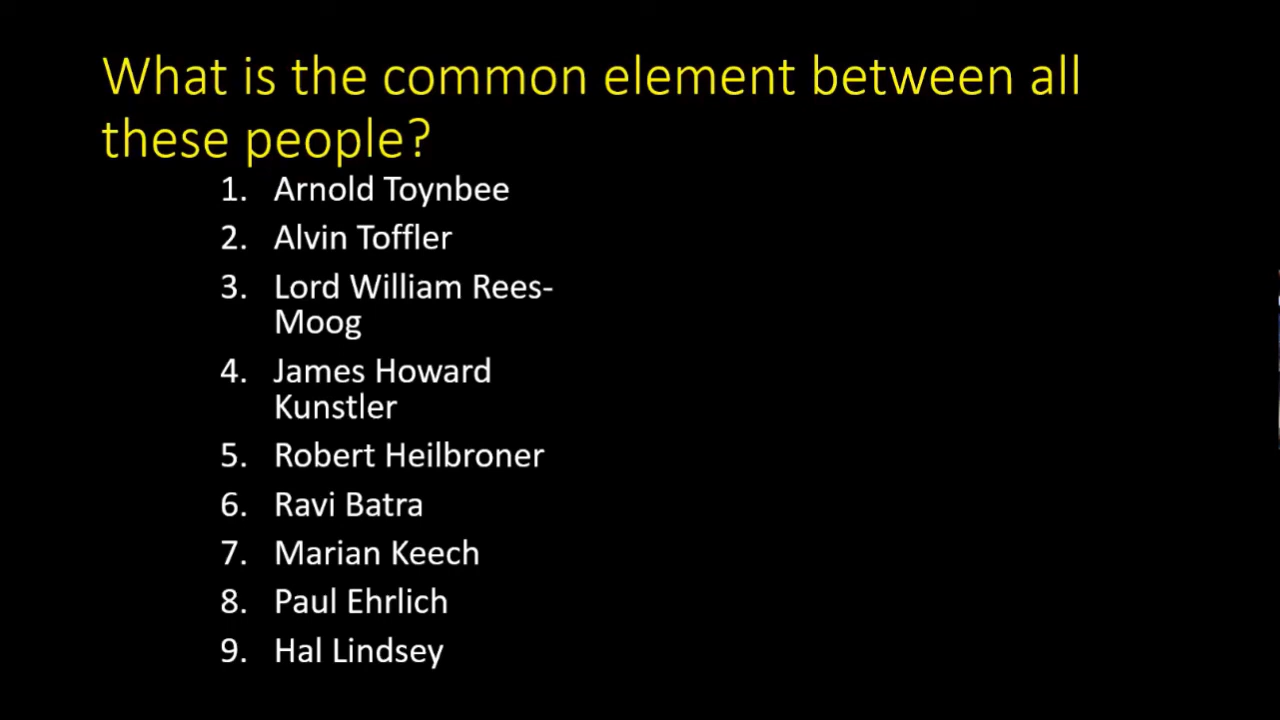 What is the common element between all
these people?
1. Arnold Toynbee
2. Alvin Toffler
3. Lord William Rees-
Moog
4. James Howard
Kunstler
5. Robert Heilbroner
6. Ravi Batra
7. Marian Keech
8. Paul Ehrlich
9. Hal Lindsey